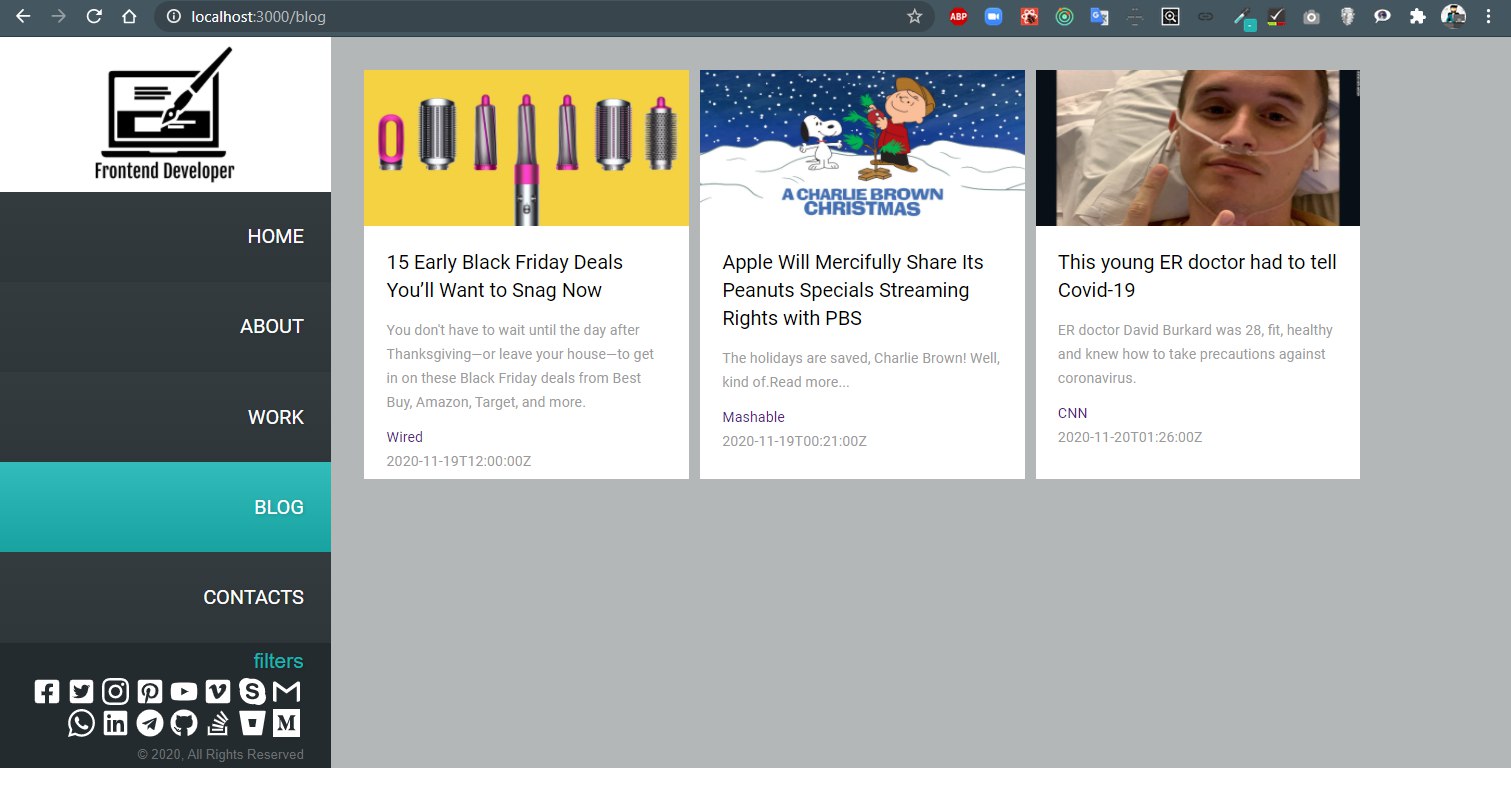 localhost:3000/blog
ABP
Frontend Developer
HOME
ABOUT
WORK
BLOG
CONTACTS
filters
© 2020, All Rights Reserved
15 Early Black Friday Deals
You’ll Want to Snag Now
You don't have to wait until the day after
Thanksgiving—or leave your house—to get
in on these Black Friday deals from Best
Buy, Amazon, Target, and more.
Wired
2020-11-19T12:00:00Z
A CHARLIE BROWN
CHRISTMAS
Apple Will Mercifully Share Its
Peanuts Specials Streaming
Rights with PBS
The holidays are saved, Charlie Brown! Well,
kind of.Read more...
Mashable
2020-11-19T00:21:00Z
This young ER doctor had to tell
Covid-19
ER doctor David Burkard was 28, fit, healthy
and knew how to take precautions against
coronavirus.
CNN
2020-11-20T01:26:00Z